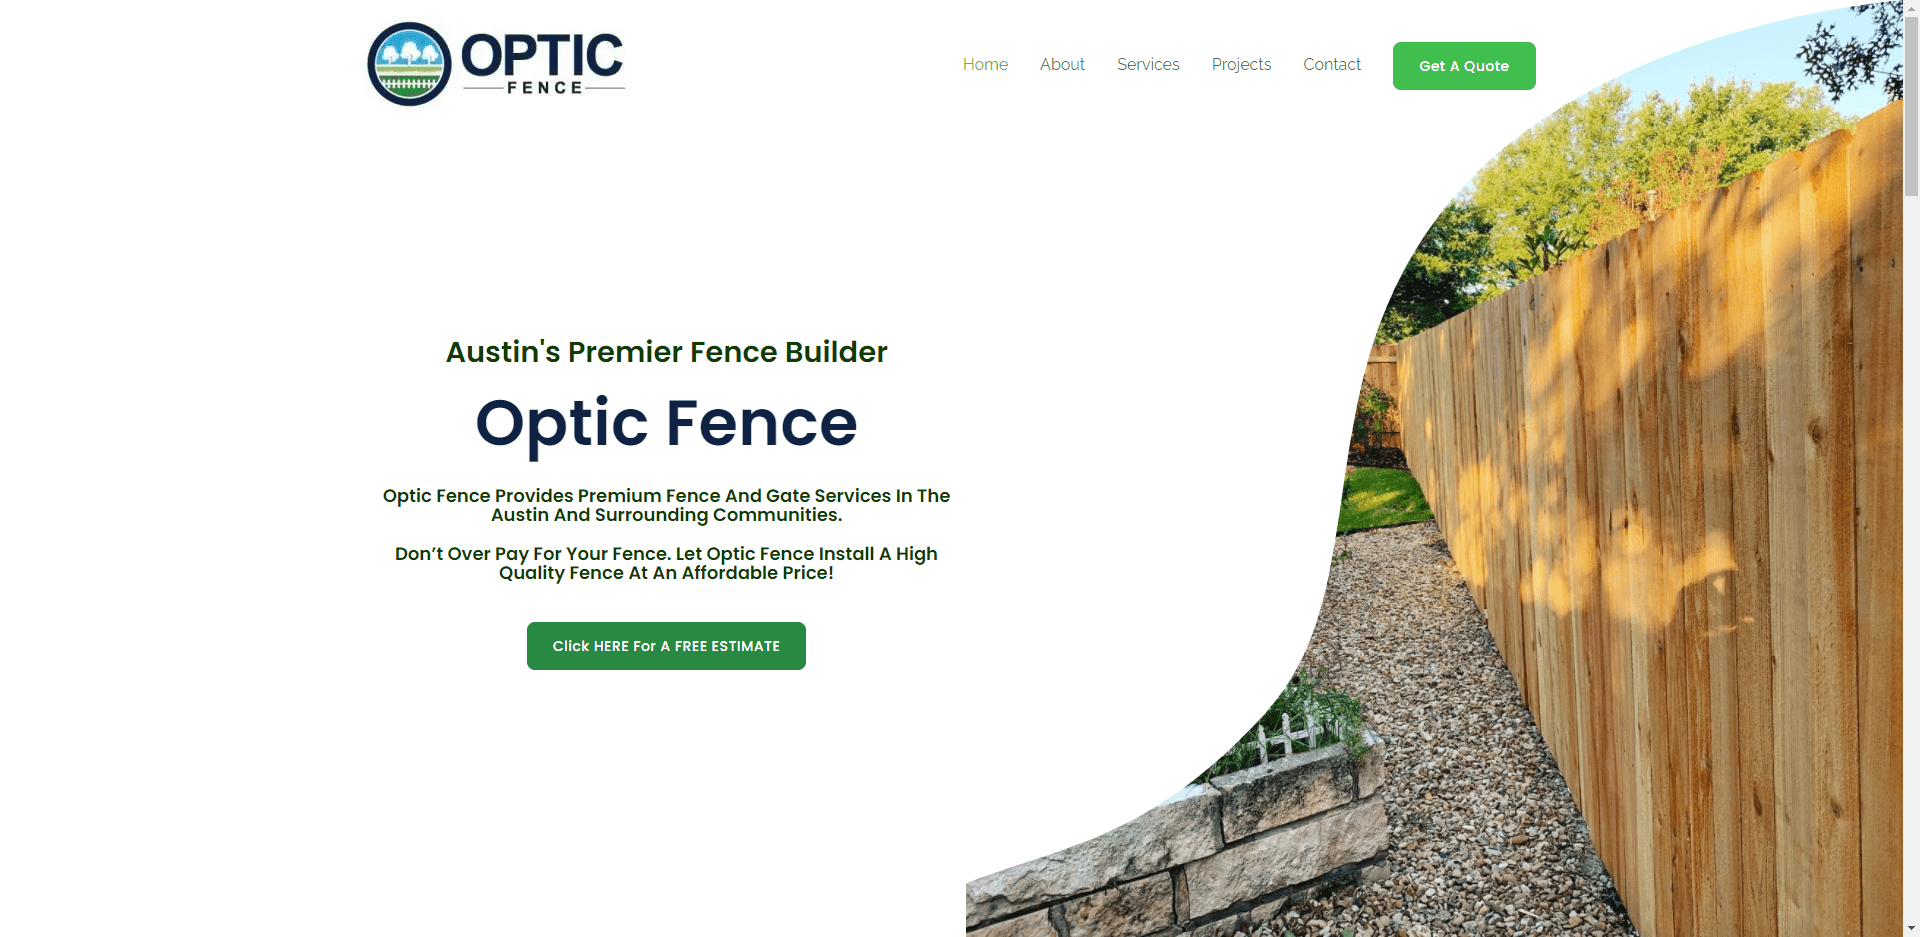 OPTIC
FENCE
Home About Services Projects Contact Get A Quote
Austin's Premier Fence Builder
Optic Fence
Optic Fence Provides Premium Fence And Gate Services In The
Austin And Surrounding Communities.
Don’t Over Pay For Your Fence. Let Optic Fence Install A High
Quality Fence At An Affordable Price!
Click HERE For A FREE ESTIMATE